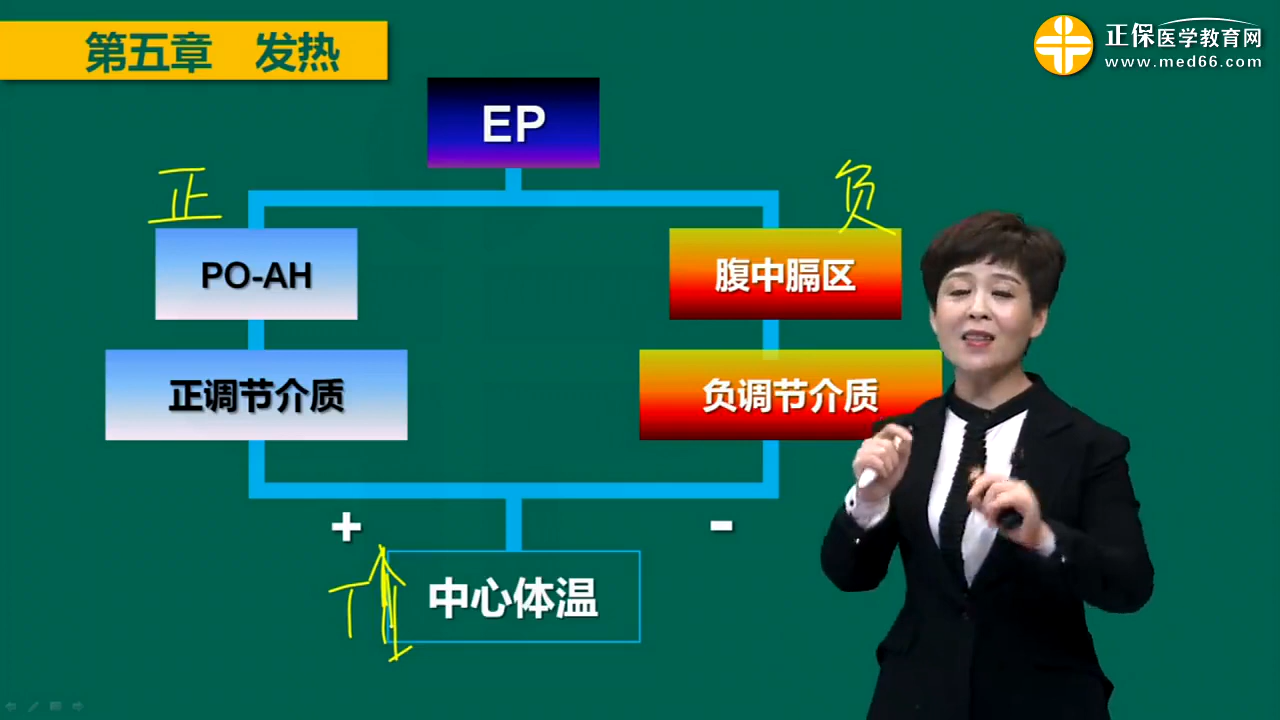 第五章 发热
正保医学教育网
www.med66.com
EP
正
负
PO-AH
腹中膈区
正调节介质
负调节介质
+
-
T
中心体温